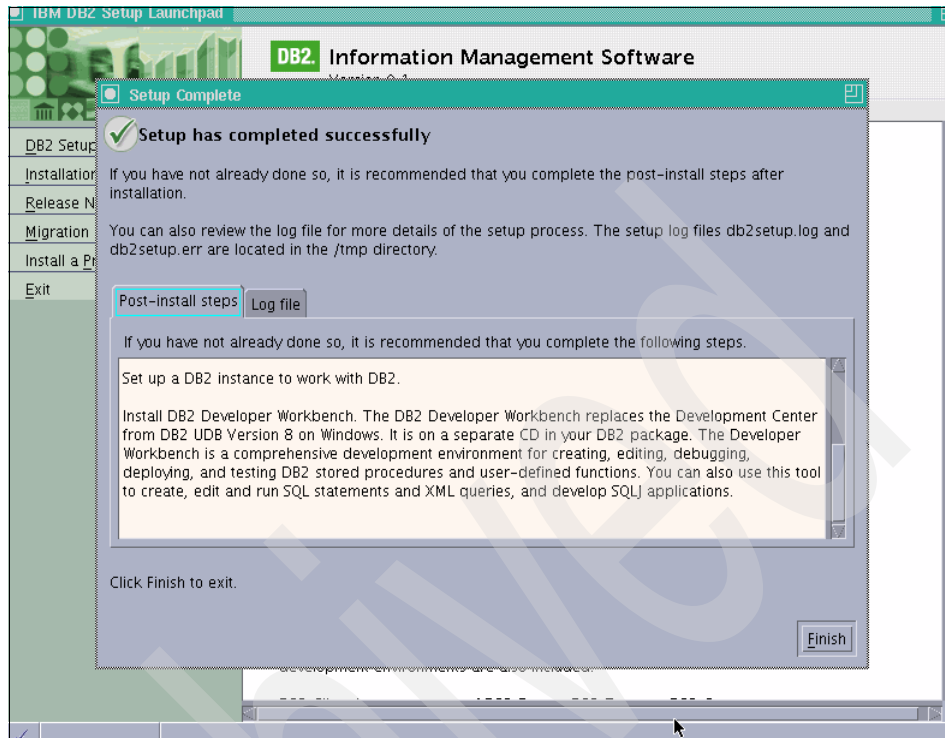 IBM DB2 Setup Launchpad
DB2. Information Management Software
Setup Complete
DB2 Setup
Installation
Release N
Migration
Install a Pr
Exit
Setup has completed successfully
If you have not already done so, it is recommended that you complete the post-install steps after
installation.
You can also review the log file for more details of the setup process. The setup log files db2setup.log and
db2setup.err are located in the /tmp directory.
Post-install steps
Log file
If you have not already done so, it is recommended that you complete the following steps.
Set up a DB2 instance to work with DB2.
Install DB2 Developer Workbench. The DB2 Developer Workbench replaces the Development Center
from DB2 UDB Version 8 on Windows. It is on a separate CD in your DB2 package. The Developer
Workbench is a comprehensive development environment for creating, editing, debugging,
deploying, and testing DB2 stored procedures and user-defined functions. You can also use this tool
to create, edit and run SQL statements and XML queries, and develop SQLJ applications.
Click Finish to exit.
Finish
development environments are also included.